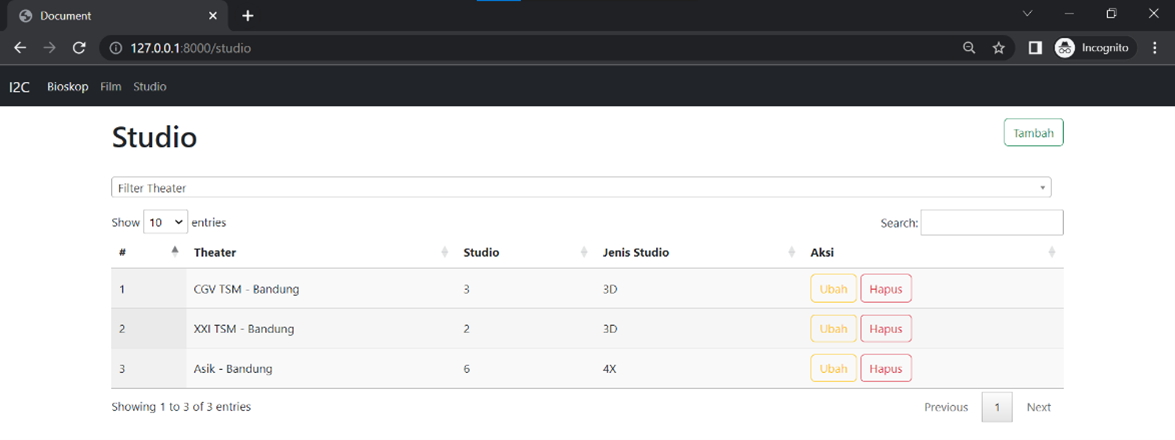 Document
127.0.0.1:8000/studio
Incognito
I2C Bioskop Film Studio
Studio
Tambah
Filter Theater
Show 10 entries
Search:
# Theater Studio Jenis Studio Aksi
1 CGV TSM - Bandung 3 3D Ubah Hapus
2 XXI TSM - Bandung 2 3D Ubah Hapus
3 Asik - Bandung 6 4X Ubah Hapus
Showing 1 to 3 of 3 entries
Previous 1 Next